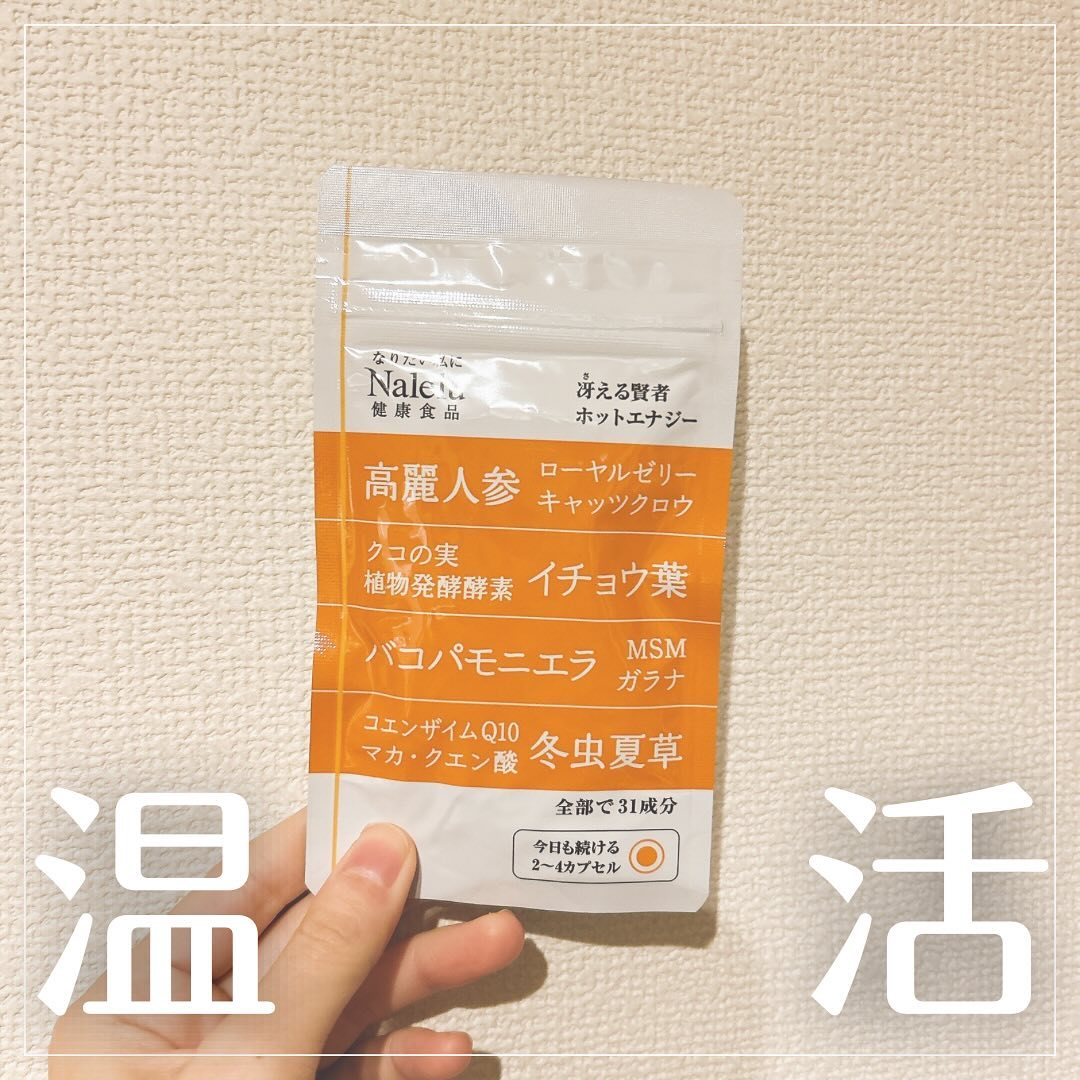 なりたい私に
Nalelu
健康食品
さ
冴える賢者
ホットエナジー
高麗人参
ローヤルゼリー
キャッツクロウ
クコの実
植物発酵酵素
イチョウ葉
バコパモニエラ
MSM
ガラナ
コエンザイムQ10
マカ・クエン酸
冬虫夏草
全部で31成分
今日も続ける
2〜4カプセル
温活